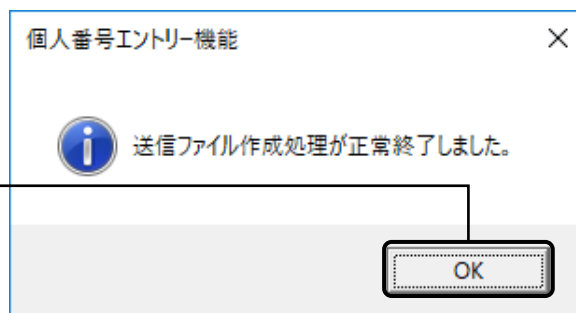 個人番号エントリー機能
送信ファイル作成処理が正常終了しました。
OK